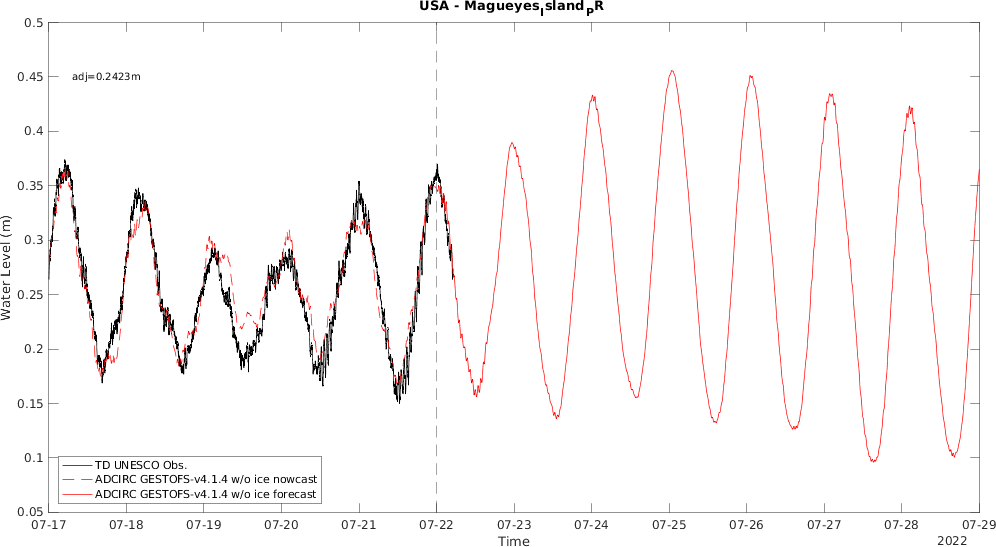 USA - Magueyes_Island_PR
0.5
0.45
adj=0.2423m
0.4
0.35
0.3
0.25
0.2
0.15
0.1
0.05
Water Level (m)
TD UNESCO Obs.
ADCIRC GESTOFS-v4.1.4 w/o ice nowcast
ADCIRC GESTOFS-v4.1.4 w/o ice forecast
07-17 07-18 07-19 07-20 07-21 07-22 07-23 07-24 07-25 07-26 07-27 07-28 07-29
Time
2022